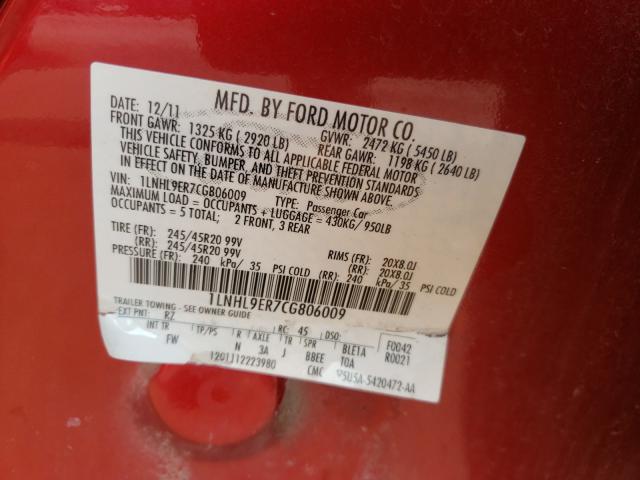 MFD. BY FORD MOTOR CO.
DATE: 12/11 GVWR: 2472 KG ( 5450 LB)
FRONT GAWR: 1325 KG ( 2920 LB) REAR GAWR: 1198 KG ( 2640 LB)
THIS VEHICLE CONFORMS TO ALL APPLICABLE FEDERAL MOTOR
VEHICLE SAFETY, BUMPER, AND THEFT PREVENTION STANDARDS
IN EFFECT ON THE DATE OF MANUFACTURE SHOWN ABOVE.
VIN: 1LNHL9ER7CG806009 TYPE: Passenger Car
MAXIMUM LOAD = OCCUPANTS + LUGGAGE = 430KG/ 950LB
OCCUPANTS = 5 TOTAL; 2 FRONT, 3 REAR
TIRE (FR): 245/45R20 99V RIMS (FR): 20X8.0J
(RR): 245/45R20 99V (RR): 20X8.0J
PRESSURE (FR): 240 kPa/ 35 PSI COLD (RR): 240 kPa/ 35 PSI COLD
1LNHL9ER7CG806009
TRAILER TOWING - SEE OWNER GUIDE
EXT PNT: RZ RC: 45 DSO: F0042
INT TR TP/PS R AXLE TR SPR BLETA R0021
FW N 3A J BBEE TOA
1201J12223980 CMC 5U5A-5420472-AA